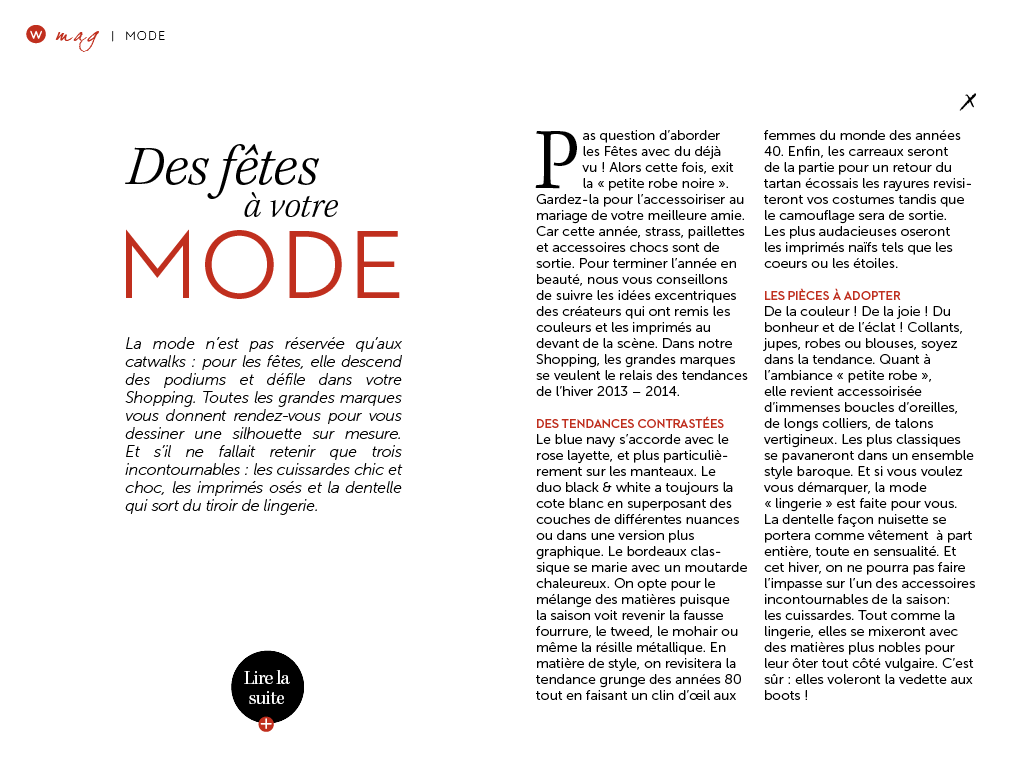 W mag | MODE
Des fêtes
à votre
MODE
La mode n’est pas réservée qu’aux
catwalks : pour les fêtes, elle descend
des podiums et défile dans votre
Shopping. Toutes les grandes marques
vous donnent rendez-vous pour vous
dessiner une silhouette sur mesure.
Et s’il ne fallait retenir que trois
incontournables : les cuissardes chic et
choc, les imprimés osés et la dentelle
qui sort du tiroir de lingerie.
Lire la
suite
+
Pas question d’aborder
les Fêtes avec du déjà
vu ! Alors cette fois, exit
la « petite robe noire ».
Gardez-la pour l’accessoiriser au
mariage de votre meilleure amie.
Car cette année, strass, paillettes
et accessoires chocs sont de
sortie. Pour terminer l’année en
beauté, nous vous conseillons
de suivre les idées excentriques
des créateurs qui ont remis les
couleurs et les imprimés au
devant de la scène. Dans notre
Shopping, les grandes marques
se veulent le relais des tendances
de l’hiver 2013 – 2014.
DES TENDANCES CONTRASTÉES
Le blue navy s’accorde avec le
rose layette, et plus particuliè-
rement sur les manteaux. Le
duo black & white a toujours la
cote blanc en superposant des
couches de différentes nuances
ou dans une version plus
graphique. Le bordeaux clas-
sique se marie avec un moutarde
chaleureux. On opte pour le
mélange des matières puisque
la saison voit revenir la fausse
fourrure, le tweed, le mohair ou
même la résille métallique. En
matière de style, on revisitera la
tendance grunge des années 80
tout en faisant un clin d’œil aux
femmes du monde des années
40. Enfin, les carreaux seront
de la partie pour un retour du
tartan écossais les rayures revisi-
teront vos costumes tandis que
le camouflage sera de sortie.
Les plus audacieuses oseront
les imprimés naïfs tels que les
coeurs ou les étoiles.
LES PIÈCES À ADOPTER
De la couleur ! De la joie ! Du
bonheur et de l’éclat ! Collants,
jupes, robes ou blouses, soyez
dans la tendance. Quant à
l’ambiance « petite robe »,
elle revient accessoirisée
d’immenses boucles d’oreilles,
de longs colliers, de talons
vertigineux. Les plus classiques
se pavaneront dans un ensemble
style baroque. Et si vous voulez
vous démarquer, la mode
« lingerie » est faite pour vous.
La dentelle façon nuisette se
portera comme vêtement  à part
entière, toute en sensualité. Et
cet hiver, on ne pourra pas faire
l’impasse sur l’un des accessoires
incontournables de la saison:
les cuissardes. Tout comme la
lingerie, elles se mixeront avec
des matières plus nobles pour
leur ôter tout côté vulgaire. C’est
sûr : elles voleront la vedette aux
boots !